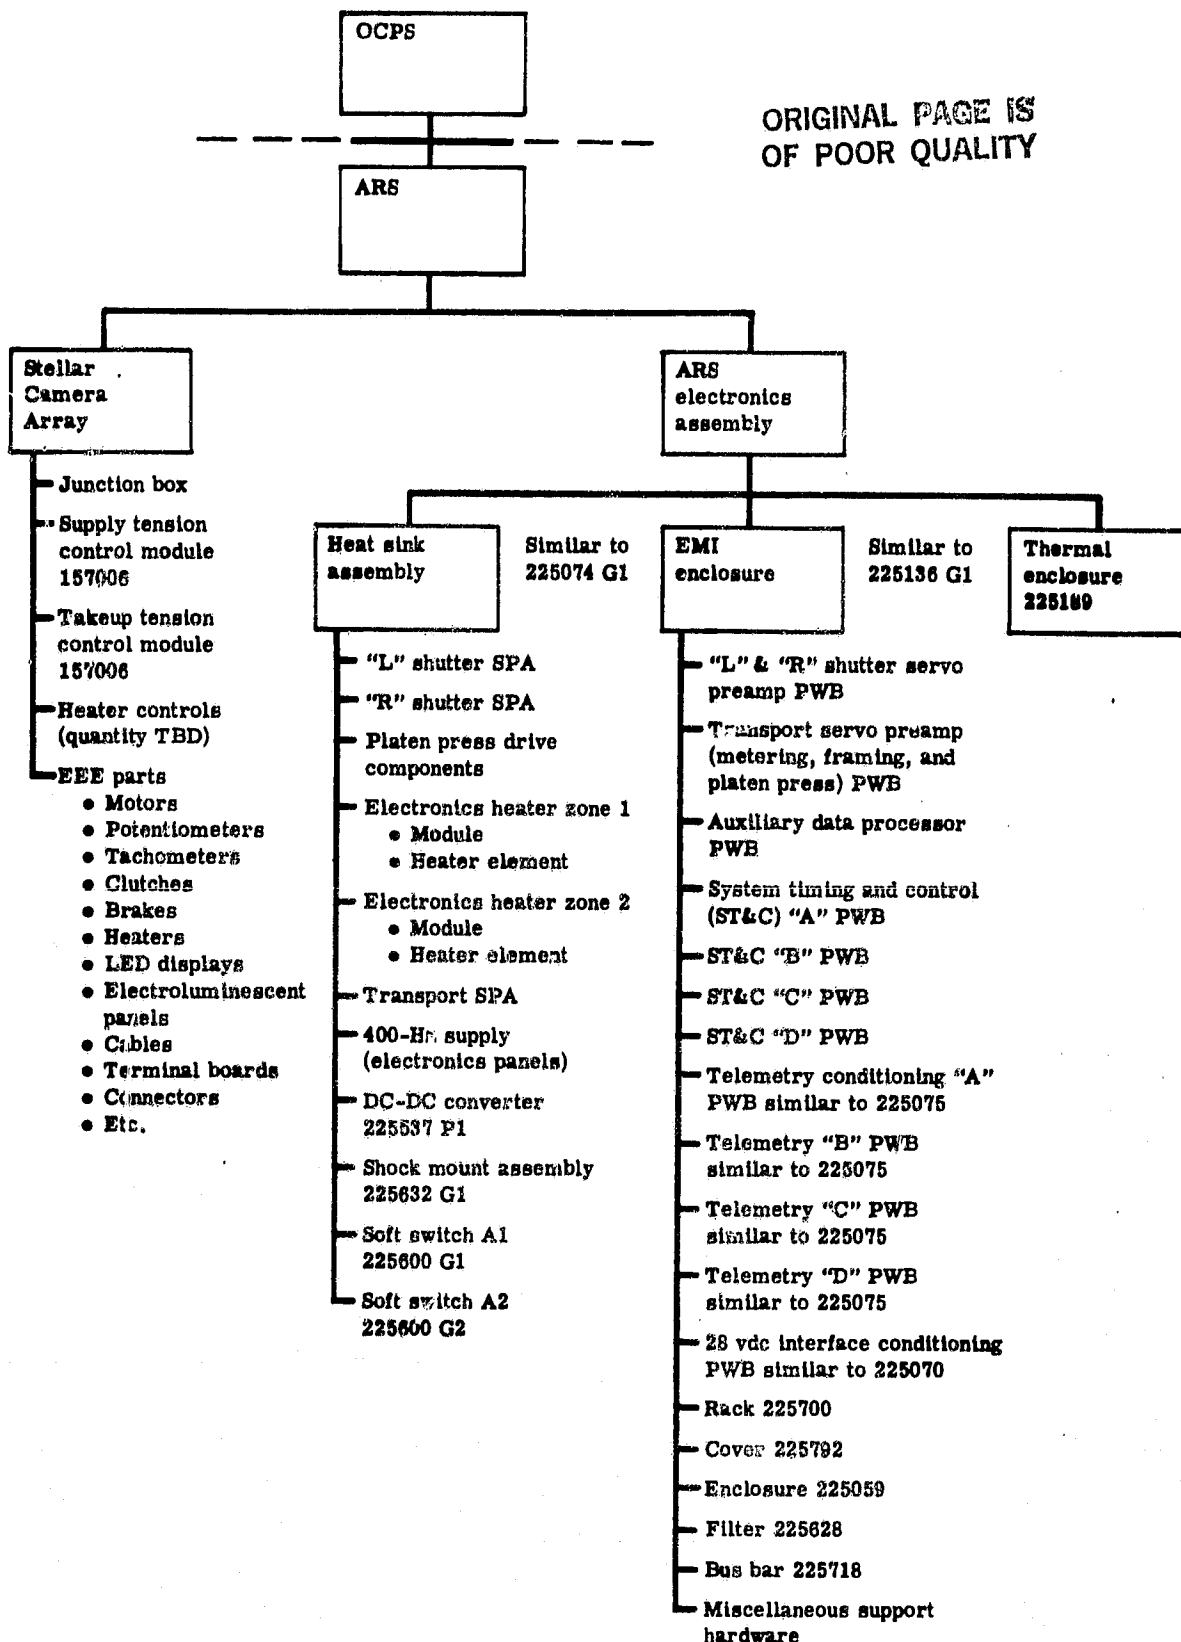 OCPS
ORIGINAL PAGE IS
OF POOR QUALITY
ARS
Stellar
Camera
Array
Junction box
Supply tension
control module
157006
Takeup tension
control module
157006
Heater controls
(quantity TBD)
EEE parts
• Motors
• Potentiometers
• Tachometers
• Clutches
• Brakes
• Heaters
• LED displays
• Electroluminescent
panels
• Cables
• Terminal boards
• Connectors
• Etc.
ARS
electronics
assembly
Heat sink
assembly
Similar to
225074 G1
"L" shutter SPA
"R" shutter SPA
Platen press drive
components
Electronics heater zone 1
• Module
• Heater element
Electronics heater zone 2
• Module
• Heater element
Transport SPA
400-Hz supply
(electronics panels)
DC-DC converter
225537 P1
Shock mount assembly
225632 G1
Soft switch A1
225600 G1
Soft switch A2
225600 G2
EMI
enclosure
Similar to
225136 G1
"L" & "R" shutter servo
preamp PWB
Transport servo preamp
(metering, framing, and
platen press) PWB
Auxiliary data processor
PWB
System timing and control
(ST&C) "A" PWB
ST&C "B" PWB
ST&C "C" PWB
ST&C "D" PWB
Telemetry conditioning "A"
PWB similar to 225075
Telemetry "B" PWB
similar to 225075
Telemetry "C" PWB
similar to 225075
Telemetry "D" PWB
similar to 225075
28 vdc interface conditioning
PWB similar to 225070
Rack 225700
Cover 225792
Enclosure 225059
Filter 225628
Bus bar 225718
Miscellaneous support
hardware
Thermal
enclosure